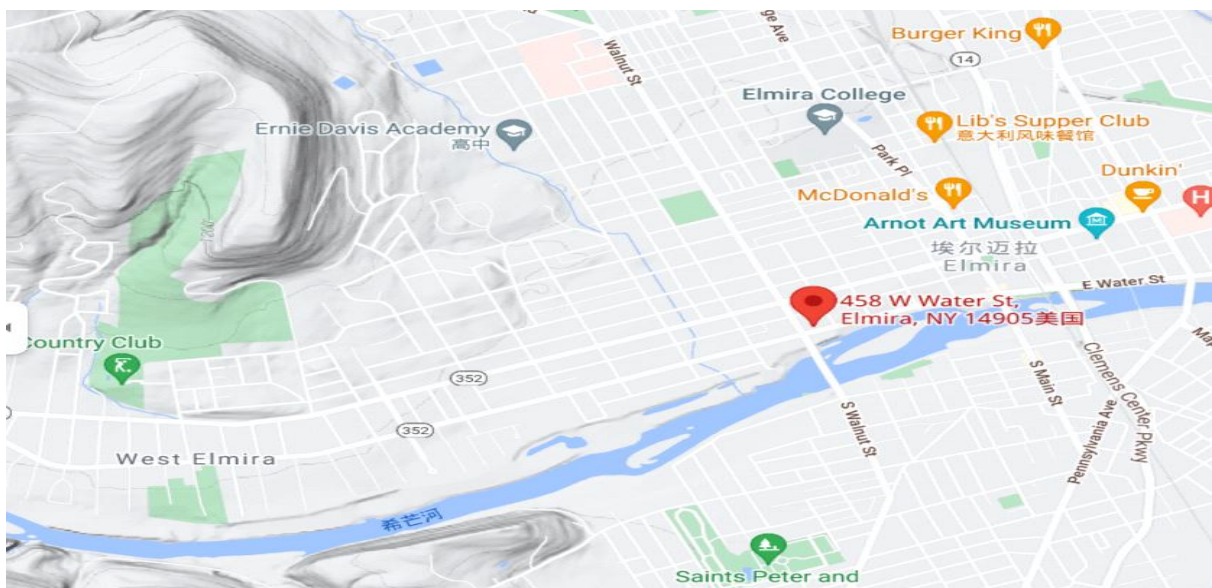 Burger King
14
Walnut St
ge Ave
Elmira College
Ernie Davis Academy
高中
Lib's Supper Club
意大利风味餐馆
Park Pl
Dunkin'
McDonald's
H
Arnot Art Museum
埃尔迈拉
Elmira
E Water St
458 W Water St,
Elmira, NY 14905美国
Country Club
352
352
S Main St
Clemens Center Pkwy
Map
S Walnut St
Pennsylvania Ave
West Elmira
希芒河
Saints Peter and